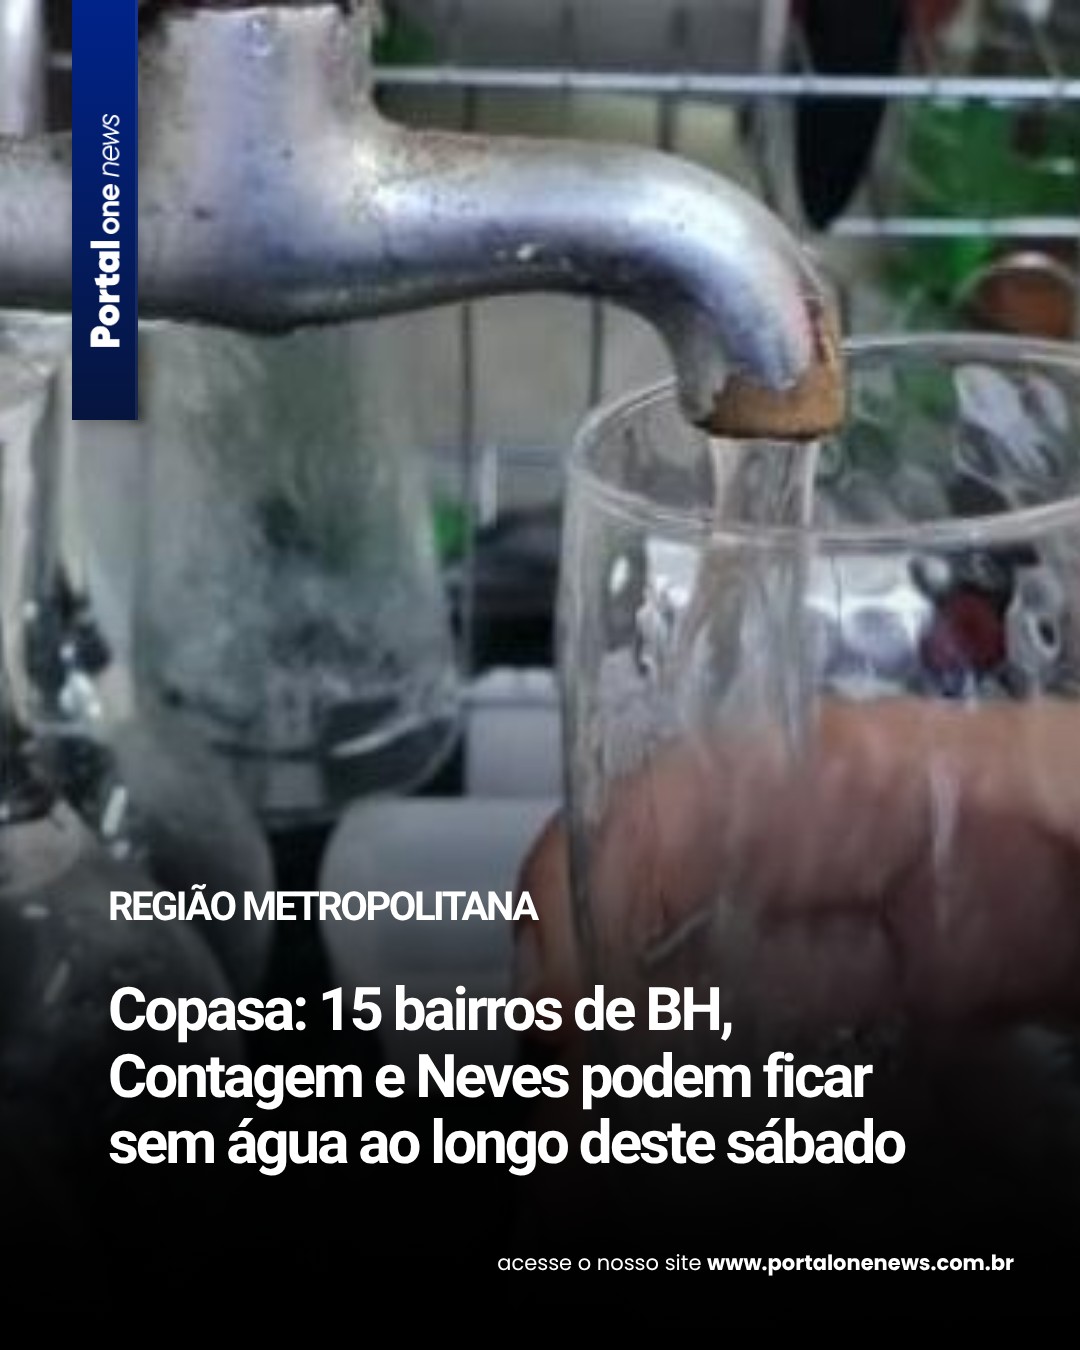 Portal one news
REGIÃO METROPOLITANA
Copasa: 15 bairros de BH,
Contagem e Neves podem ficar
sem água ao longo deste sábado
acesse o nosso site www.portalonenews.com.br